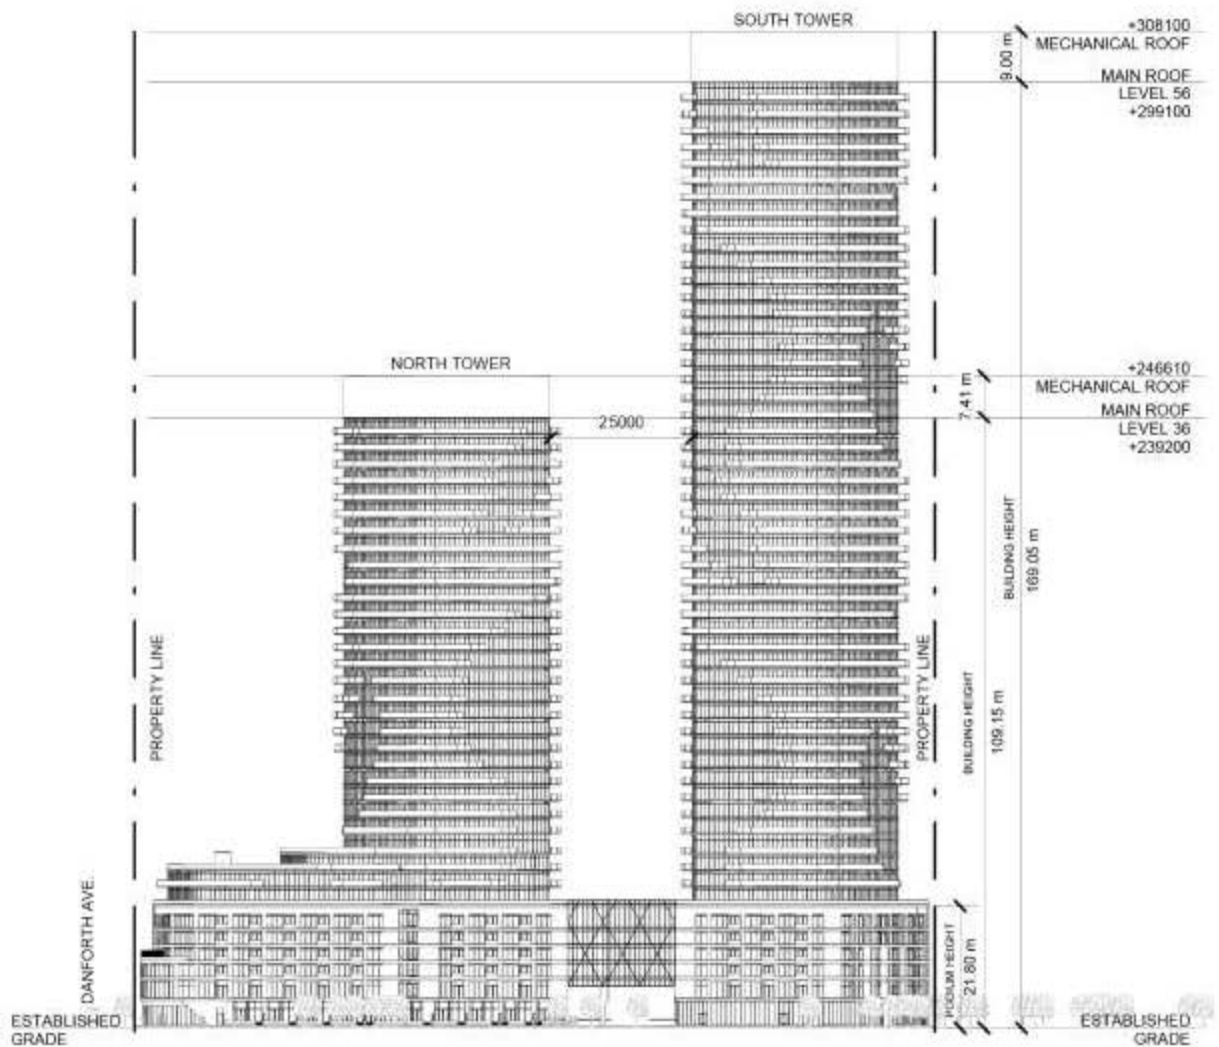 SOUTH TOWER
+308100
MECHANICAL ROOF
9.00 m
MAIN ROOF
LEVEL 56
+299100
NORTH TOWER
+246610
MECHANICAL ROOF
7.41 m
MAIN ROOF
LEVEL 36
+239200
25000
BUILDING HEIGHT
169.05 m
BUILDING HEIGHT
109.15 m
PROPERTY LINE
PROPERTY LINE
DANFORTH AVE.
PODIUM HEIGHT
21.80 m
ESTABLISHED
GRADE
ESTABLISHED
GRADE